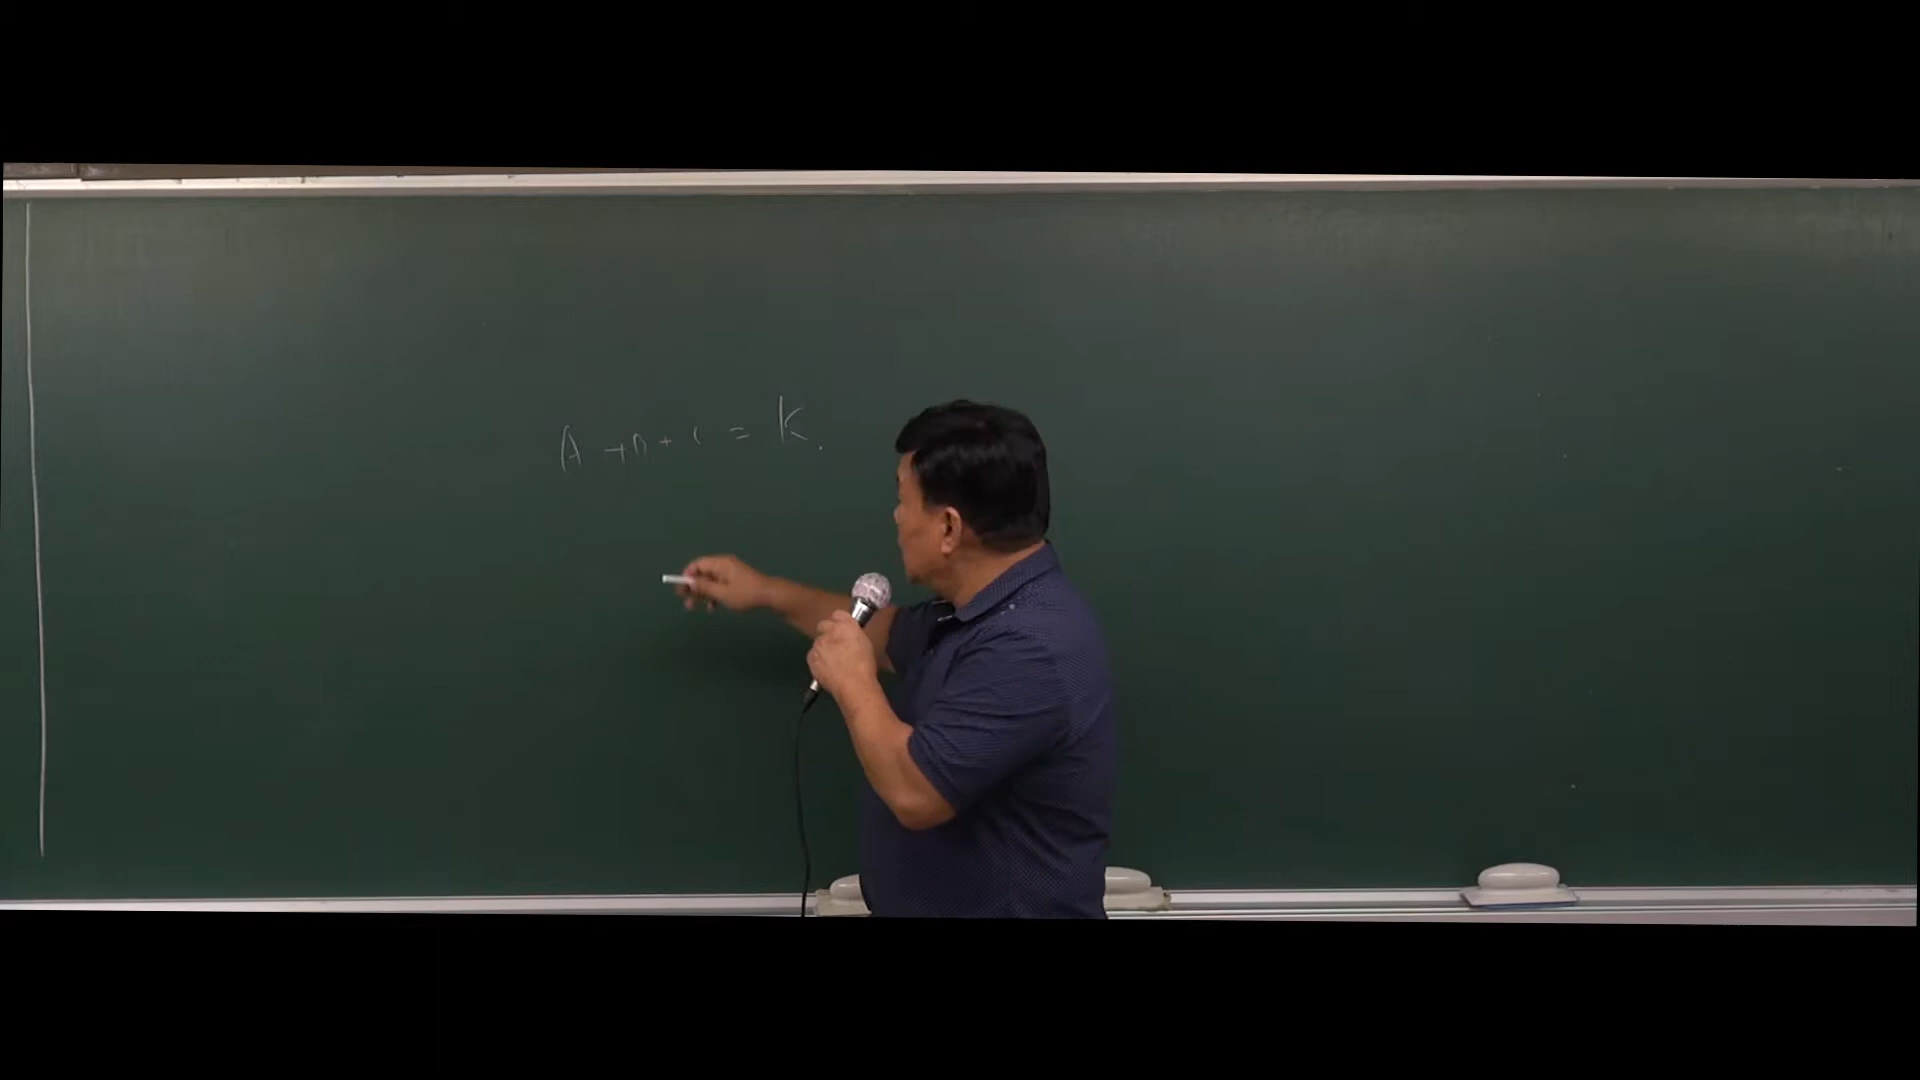 A + B + C = K.